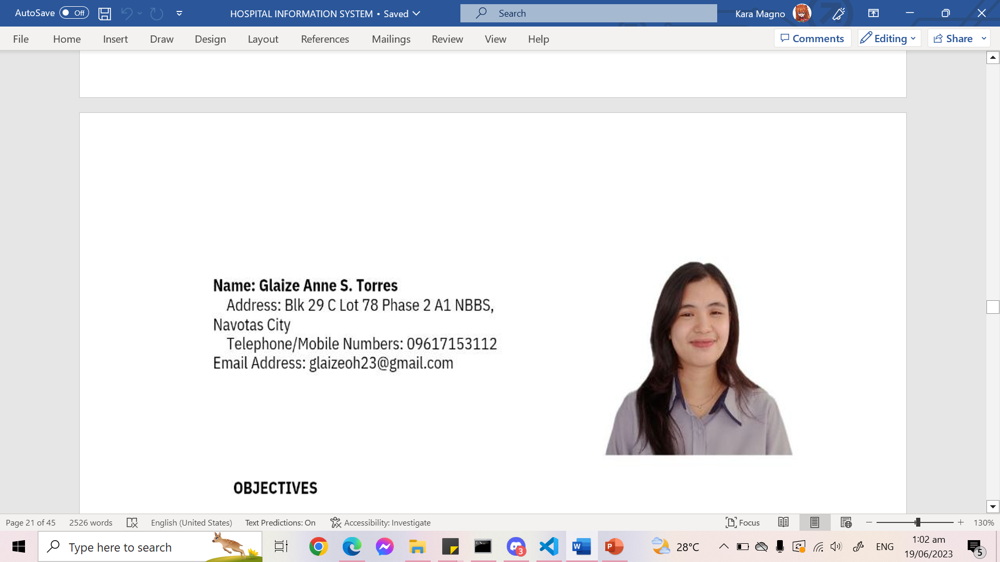 AutoSave Off HOSPITAL INFORMATION SYSTEM • Saved Search Kara Magno
File Home Insert Draw Design Layout References Mailings Review View Help Comments Editing Share
Name: Glaize Anne S. Torres
Address: Blk 29 C Lot 78 Phase 2 A1 NBBS,
Navotas City
Telephone/Mobile Numbers: 09617153112
Email Address: glaizeoh23@gmail.com
OBJECTIVES
Page 21 of 45 2526 words English (United States) Text Predictions: On Accessibility: Investigate Focus 130%
Type here to search 3 28°C ENG 1:02 am 5
19/06/2023